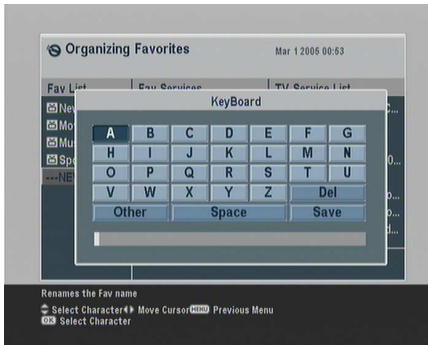 Organizing Favorites
Mar 1 2005 00:53
Fav List Fav Services TV Service List
KeyBoard
A B C D E F G
H I J K L M N
O P Q R S T U
V W X Y Z Del
Other Space Save
Renames the Fav name
Select Character Move Cursor MENU Previous Menu
OK Select Character